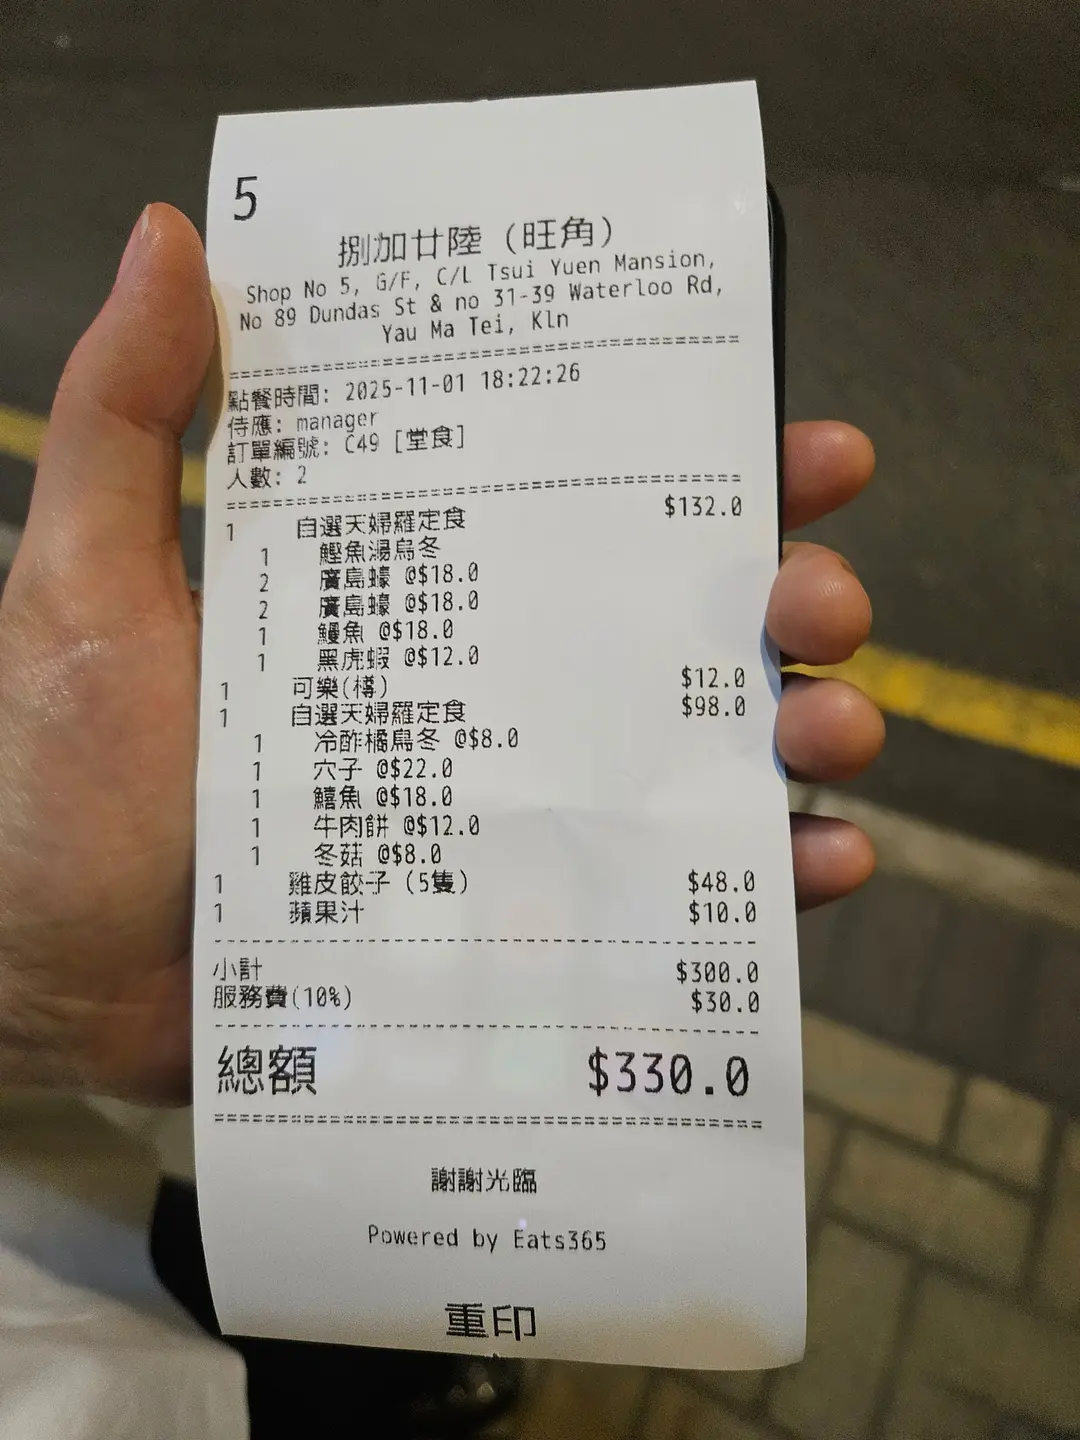 5
捌加廿陸 (旺角)
Shop No 5, G/F, C/L Tsui Yuen Mansion,
No 89 Dundas St & no 31-39 Waterloo Rd,
Yau Ma Tei, Kln
點餐時間: 2025-11-01 18:22:26
侍應: manager
訂單編號: C49 [堂食]
人數: 2
1 自選天婦羅定食 $132.0
1 鰹魚湯烏冬
2 廣島蠔 @$18.0
2 廣島蠔 @$18.0
1 鰻魚 @$18.0
1 黑虎蝦 @$12.0
1 可樂(樽) $12.0
1 自選天婦羅定食 $98.0
1 冷酢橘烏冬 @$8.0
1 穴子 @$22.0
1 鱚魚 @$18.0
1 牛肉餅 @$12.0
1 冬菇 @$8.0
1 雞皮餃子 (5隻) $48.0
1 蘋果汁 $10.0
小計 $300.0
服務費(10%) $30.0
總額 $330.0
謝謝光臨
Powered by Eats365
重印